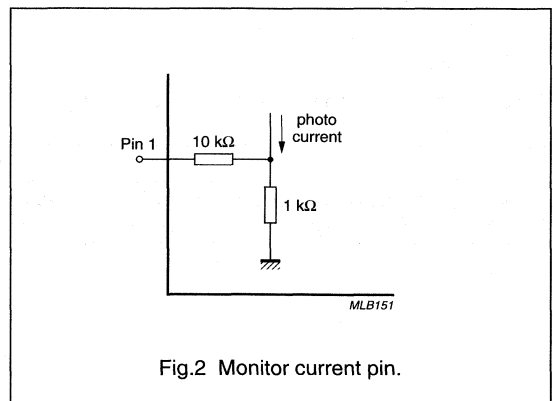 photo
current
Pin 1
10 kΩ
1 kΩ
MLB151
Fig.2 Monitor current pin.